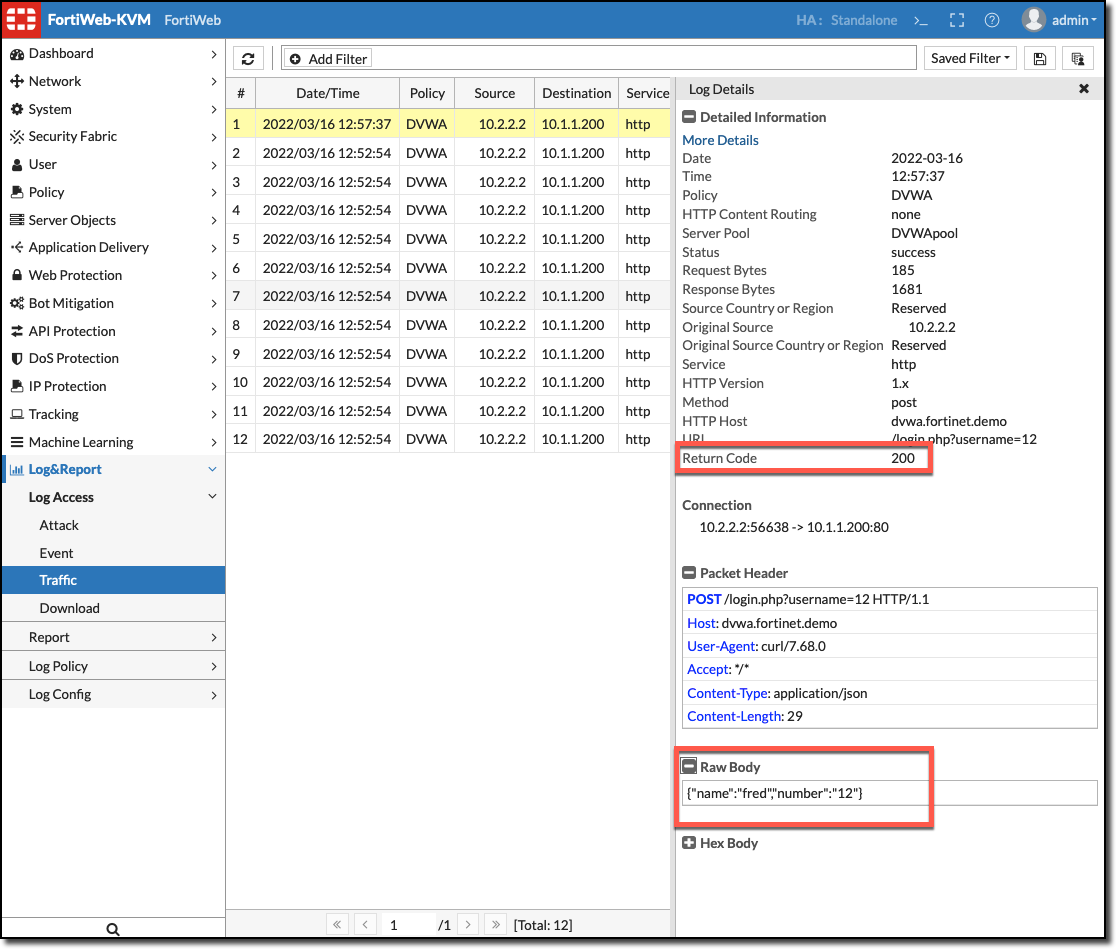 FortiWeb-KVM FortiWeb HA: Standalone >_ admin
Dashboard
Network
System
Security Fabric
User
Policy
Server Objects
Application Delivery
Web Protection
Bot Mitigation
API Protection
DoS Protection
IP Protection
Tracking
Machine Learning
Log&Report
Log Access
Attack
Event
Traffic
Download
Report
Log Policy
Log Config
Add Filter Saved Filter
# Date/Time Policy Source Destination Service
1 2022/03/16 12:57:37 DVWA 10.2.2.2 10.1.1.200 http
2 2022/03/16 12:52:54 DVWA 10.2.2.2 10.1.1.200 http
3 2022/03/16 12:52:54 DVWA 10.2.2.2 10.1.1.200 http
4 2022/03/16 12:52:54 DVWA 10.2.2.2 10.1.1.200 http
5 2022/03/16 12:52:54 DVWA 10.2.2.2 10.1.1.200 http
6 2022/03/16 12:52:54 DVWA 10.2.2.2 10.1.1.200 http
7 2022/03/16 12:52:54 DVWA 10.2.2.2 10.1.1.200 http
8 2022/03/16 12:52:54 DVWA 10.2.2.2 10.1.1.200 http
9 2022/03/16 12:52:54 DVWA 10.2.2.2 10.1.1.200 http
10 2022/03/16 12:52:54 DVWA 10.2.2.2 10.1.1.200 http
11 2022/03/16 12:52:54 DVWA 10.2.2.2 10.1.1.200 http
12 2022/03/16 12:52:54 DVWA 10.2.2.2 10.1.1.200 http
« < 1 /1 > » [Total: 12]
Log Details
Detailed Information
More Details
Date 2022-03-16
Time 12:57:37
Policy DVWA
HTTP Content Routing none
Server Pool DVWApool
Status success
Request Bytes 185
Response Bytes 1681
Source Country or Region Reserved
Original Source 10.2.2.2
Original Source Country or Region Reserved
Service http
HTTP Version 1.x
Method post
HTTP Host dvwa.fortinet.demo
URL /login.php?username=12
Return Code 200
Connection
10.2.2.2:56638 -> 10.1.1.200:80
Packet Header
POST /login.php?username=12 HTTP/1.1
Host: dvwa.fortinet.demo
User-Agent: curl/7.68.0
Accept: */*
Content-Type: application/json
Content-Length: 29
Raw Body
{"name":"fred","number":"12"}
Hex Body